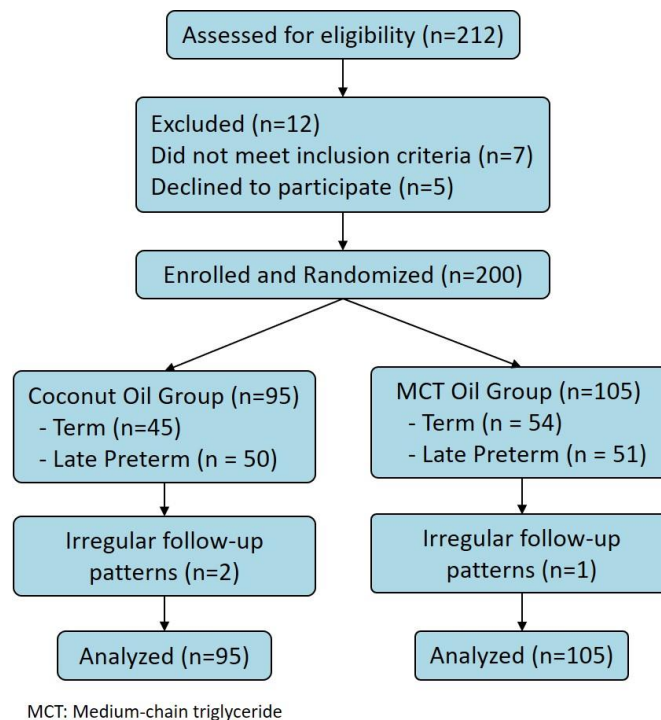 Assessed for eligibility (n=212)
Excluded (n=12)
Did not meet inclusion criteria (n=7)
Declined to participate (n=5)
Enrolled and Randomized (n=200)
Coconut Oil Group (n=95)
- Term (n=45)
- Late Preterm (n = 50)
MCT Oil Group (n=105)
- Term (n = 54)
- Late Preterm (n = 51)
Irregular follow-up
patterns (n=2)
Irregular follow-up
patterns (n=1)
Analyzed (n=95)
Analyzed (n=105)
MCT: Medium-chain triglyceride